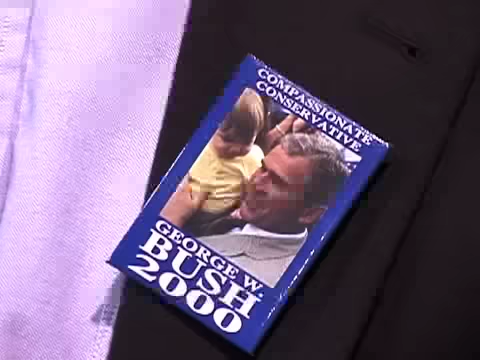 COMPASSIONATE
CONSERVATIVE
GEORGE W.
BUSH
2000